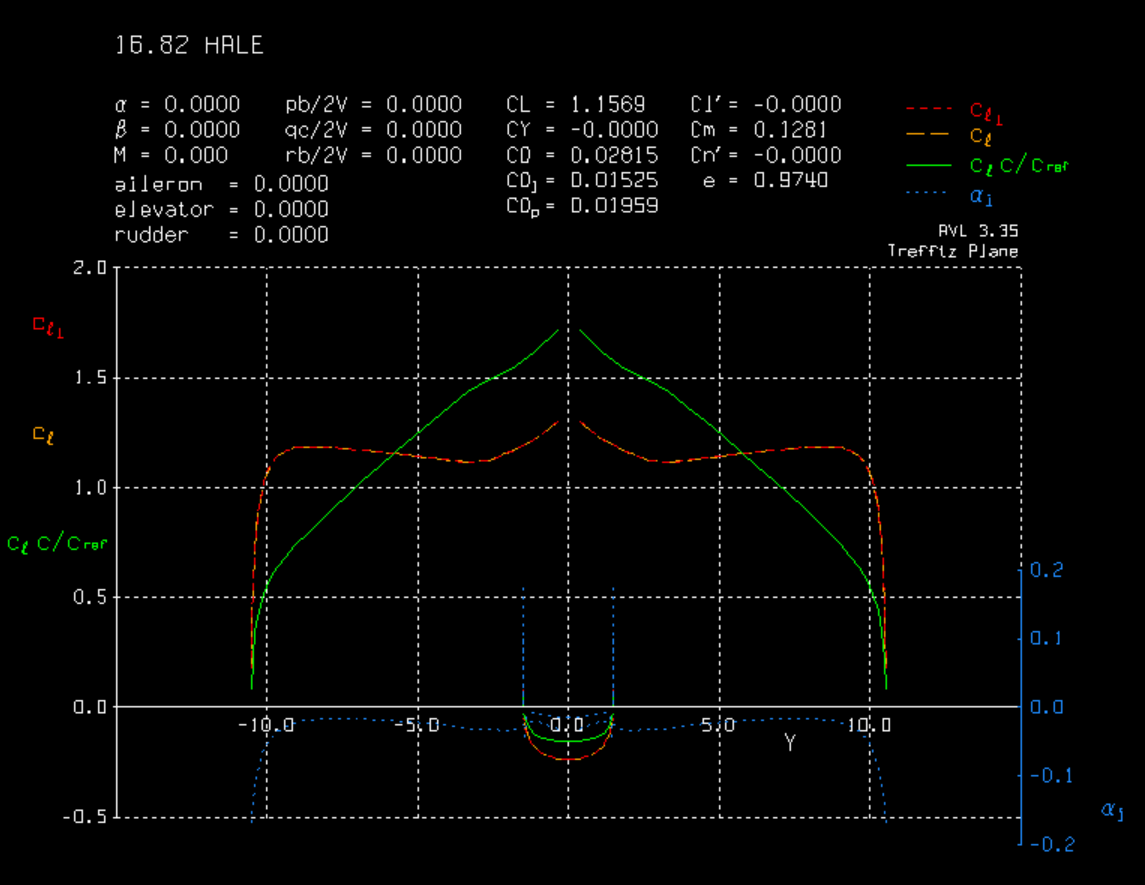 16.82 HALE
α = 0.0000 pb/2V = 0.0000 CL = 1.1569 Cl′ = -0.0000
β = 0.0000 qc/2V = 0.0000 CY = -0.0000 Cm = 0.1281
M = 0.000 rb/2V = 0.0000 CD = 0.02815 Cn′ = -0.0000
aileron = 0.0000 CDi = 0.01525 e = 0.9740
elevator = 0.0000 CDp = 0.01959
rudder = 0.0000
Cℓ⊥
Cℓ
Cℓ C/Cref
αi
AVL 3.35
Trefftz Plane
2.0
Cℓ⊥
1.5
Cℓ
1.0
Cℓ C/Cref
0.5
0.0
-0.5
-10.0 -5.0 0.0 5.0 10.0
Y
0.2
0.1
0.0
-0.1
αi
-0.2